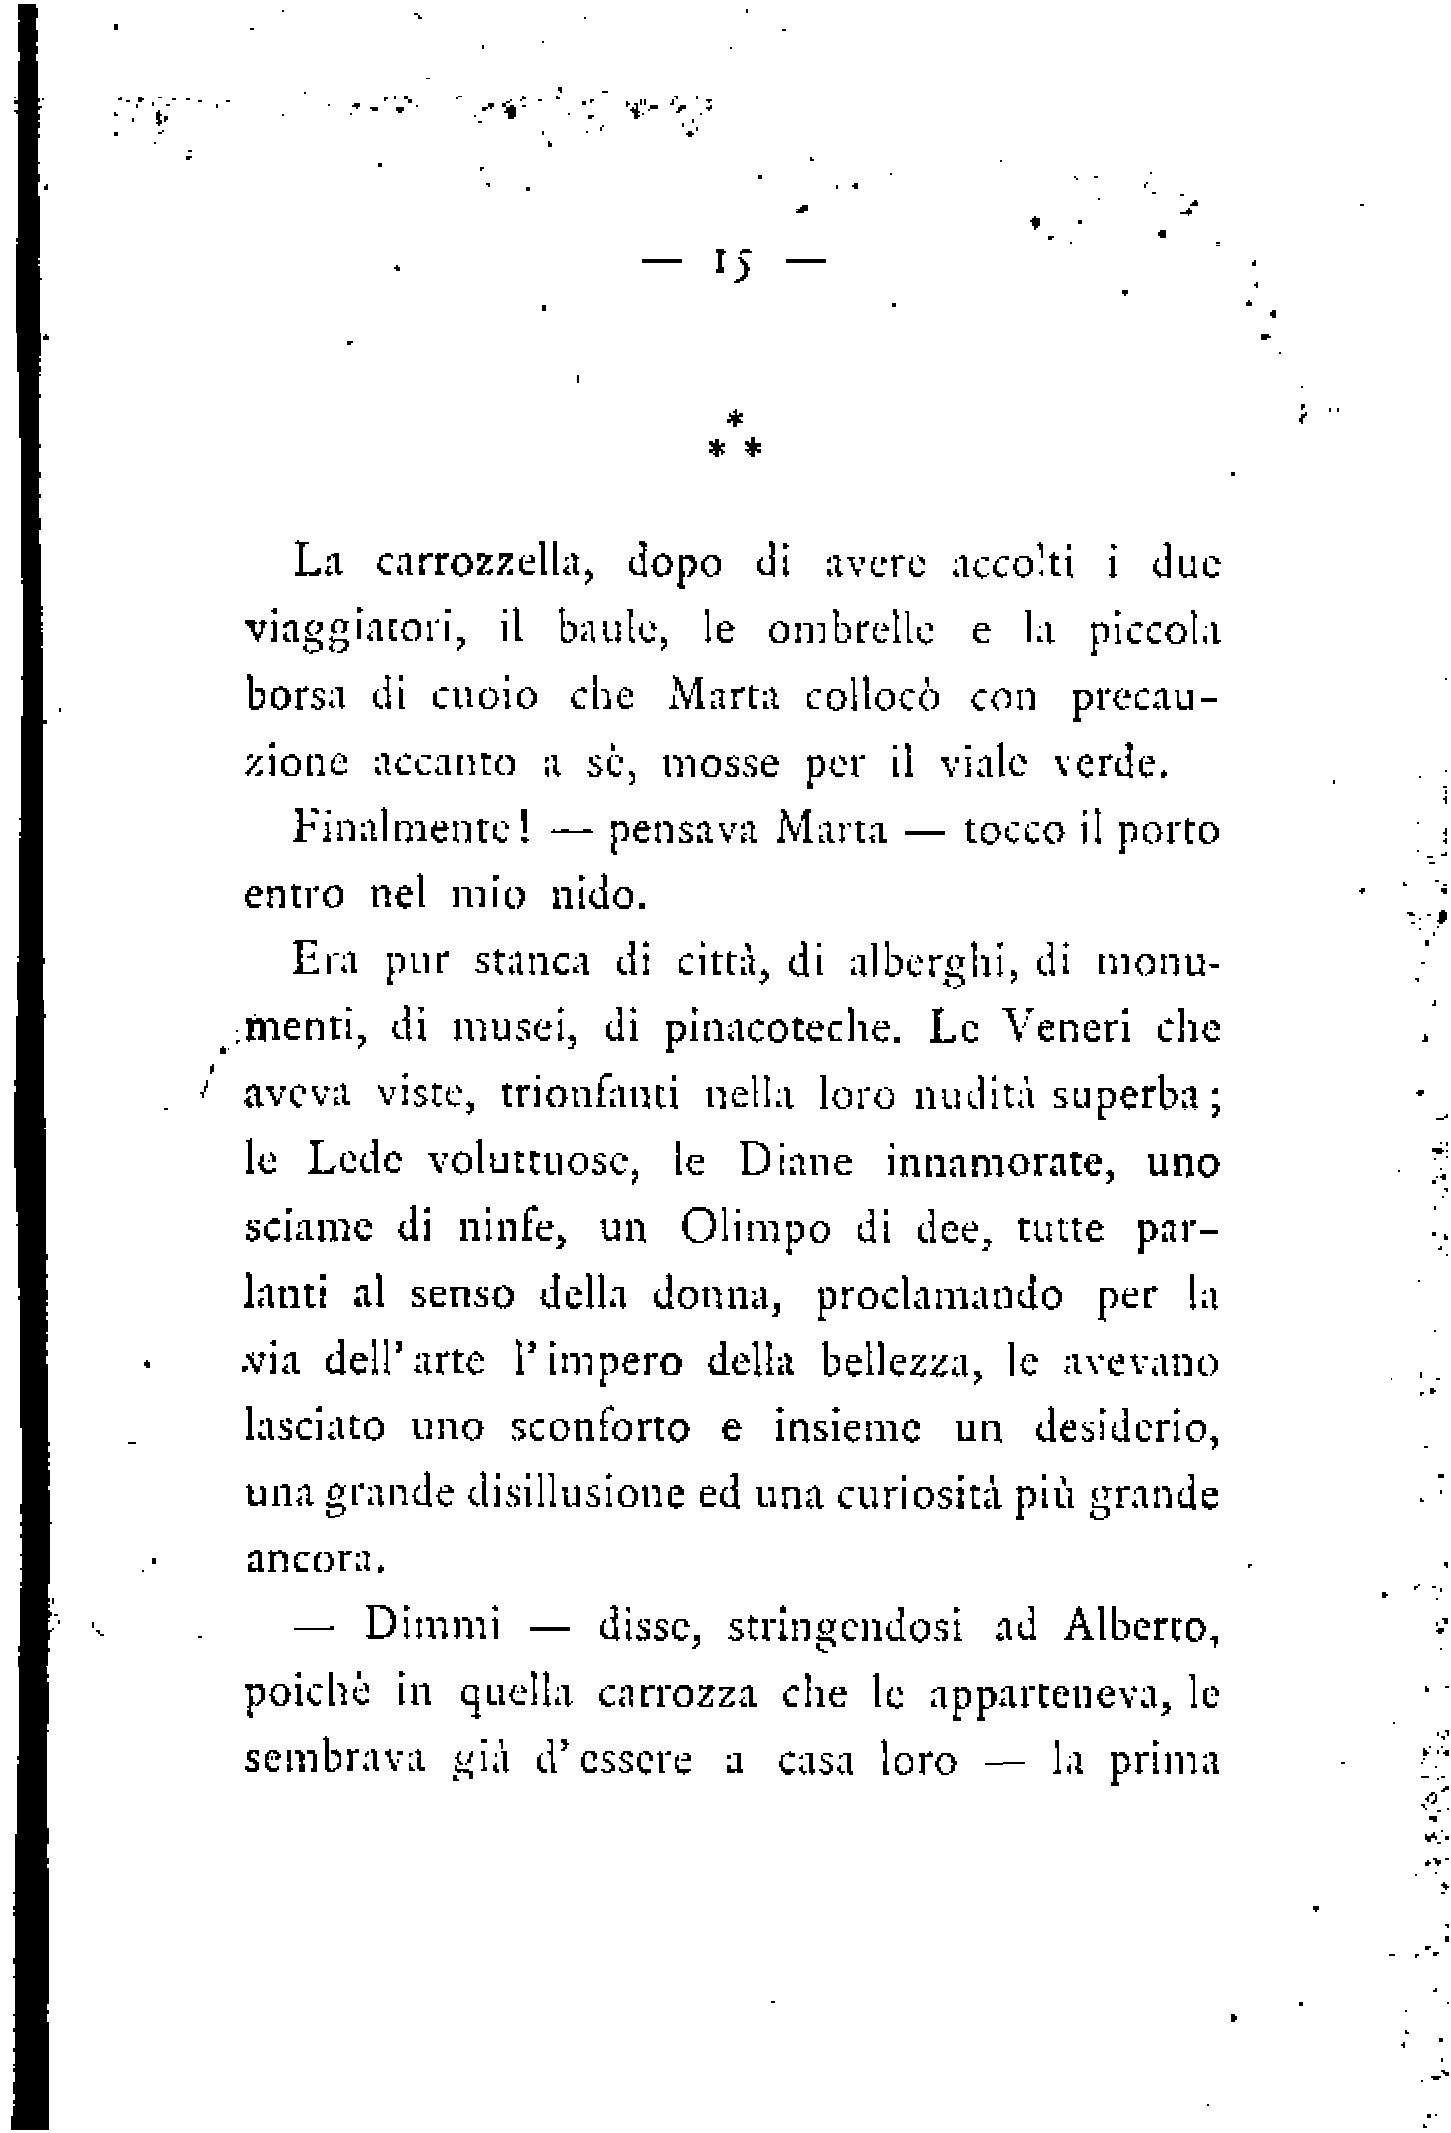 — 15 —
*
* *
La carrozzella, dopo di avere accolti i due
viaggiatori, il baule, le ombrelle e la piccola
borsa di cuoio che Marta collocò con precau-
zione accanto a sè, mosse per il viale verde.
Finalmente! — pensava Marta — tocco il porto
entro nel mio nido.
Era pur stanca di città, di alberghi, di monu-
menti, di musei, di pinacoteche. Le Veneri che
aveva viste, trionfanti nella loro nudità superba;
le Lede voluttuose, le Diane innamorate, uno
sciame di ninfe, un Olimpo di dee, tutte par-
lanti al senso della donna, proclamando per la
via dell' arte l' impero della bellezza, le avevano
lasciato uno sconforto e insieme un desiderio,
una grande disillusione ed una curiosità più grande
ancora.
— Dimmi — disse, stringendosi ad Alberto,
poichè in quella carrozza che le apparteneva, le
sembrava già d' essere a casa loro — la prima